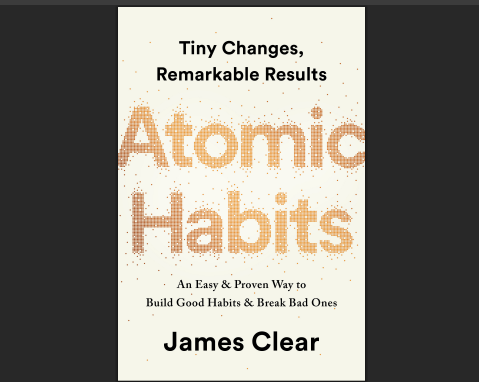 Tiny Changes,
Remarkable Results
Atomic
Habits
An Easy & Proven Way to
Build Good Habits & Break Bad Ones
James Clear